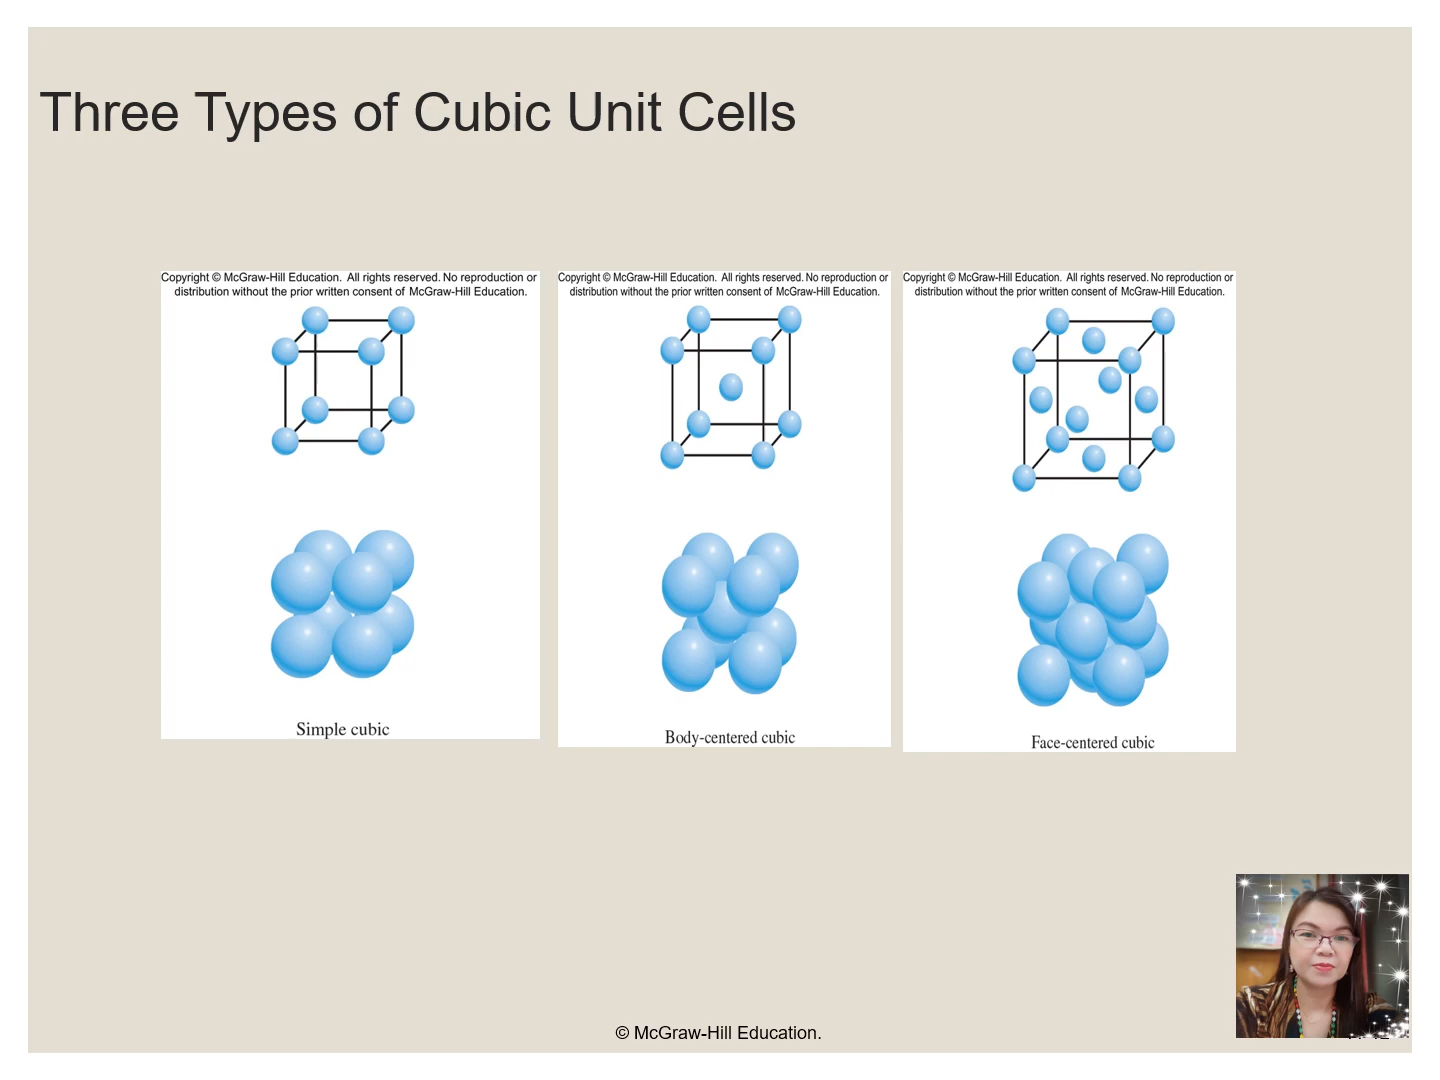 Three Types of Cubic Unit Cells
Copyright © McGraw-Hill Education. All rights reserved. No reproduction or
distribution without the prior written consent of McGraw-Hill Education.
Simple cubic
Copyright © McGraw-Hill Education. All rights reserved. No reproduction or
distribution without the prior written consent of McGraw-Hill Education.
Body-centered cubic
Copyright © McGraw-Hill Education. All rights reserved. No reproduction or
distribution without the prior written consent of McGraw-Hill Education.
Face-centered cubic
© McGraw-Hill Education.